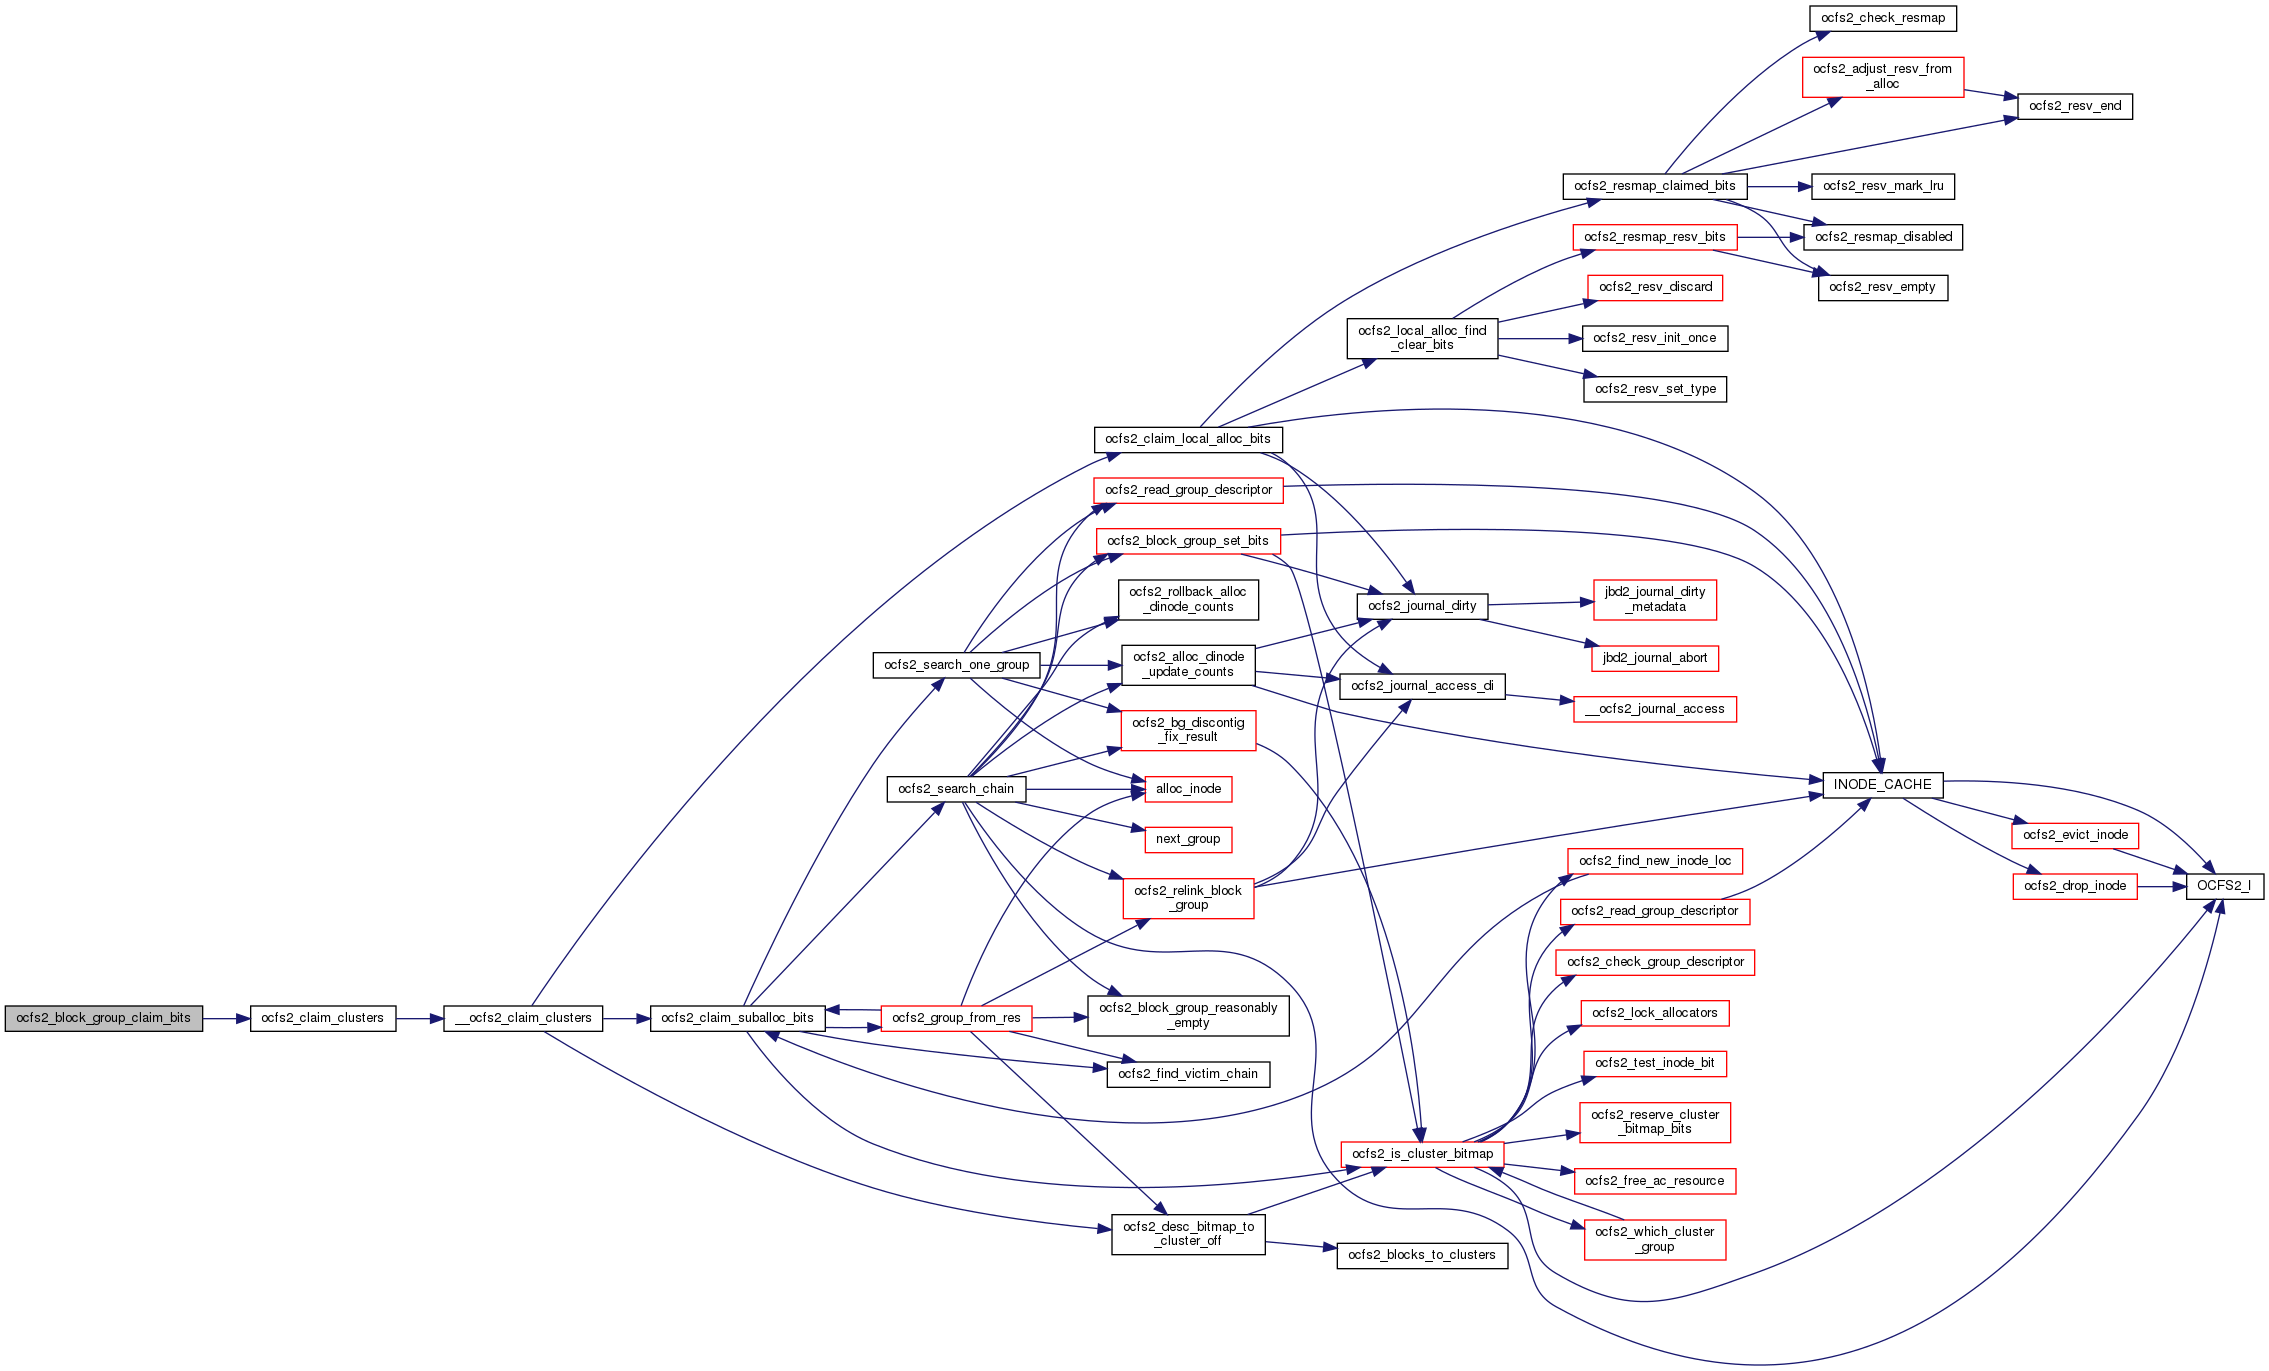 ocfs2_check_resmap
ocfs2_adjust_resv_from
_alloc
ocfs2_resv_end
ocfs2_resmap_claimed_bits
ocfs2_resv_mark_lru
ocfs2_resmap_resv_bits
ocfs2_resmap_disabled
ocfs2_resv_discard
ocfs2_resv_empty
ocfs2_local_alloc_find
_clear_bits
ocfs2_resv_init_once
ocfs2_resv_set_type
ocfs2_claim_local_alloc_bits
ocfs2_read_group_descriptor
ocfs2_block_group_set_bits
ocfs2_rollback_alloc
_dinode_counts
ocfs2_journal_dirty
jbd2_journal_dirty
_metadata
ocfs2_search_one_group
ocfs2_alloc_dinode
_update_counts
jbd2_journal_abort
ocfs2_journal_access_di
__ocfs2_journal_access
ocfs2_bg_discontig
_fix_result
ocfs2_search_chain
alloc_inode
INODE_CACHE
next_group
ocfs2_evict_inode
ocfs2_relink_block
_group
ocfs2_find_new_inode_loc
ocfs2_drop_inode
OCFS2_I
ocfs2_read_group_descriptor
ocfs2_check_group_descriptor
ocfs2_block_group_claim_bits
ocfs2_claim_clusters
__ocfs2_claim_clusters
ocfs2_claim_suballoc_bits
ocfs2_group_from_res
ocfs2_block_group_reasonably
_empty
ocfs2_lock_allocators
ocfs2_find_victim_chain
ocfs2_test_inode_bit
ocfs2_reserve_cluster
_bitmap_bits
ocfs2_is_cluster_bitmap
ocfs2_free_ac_resource
ocfs2_desc_bitmap_to
_cluster_off
ocfs2_which_cluster
_group
ocfs2_blocks_to_clusters